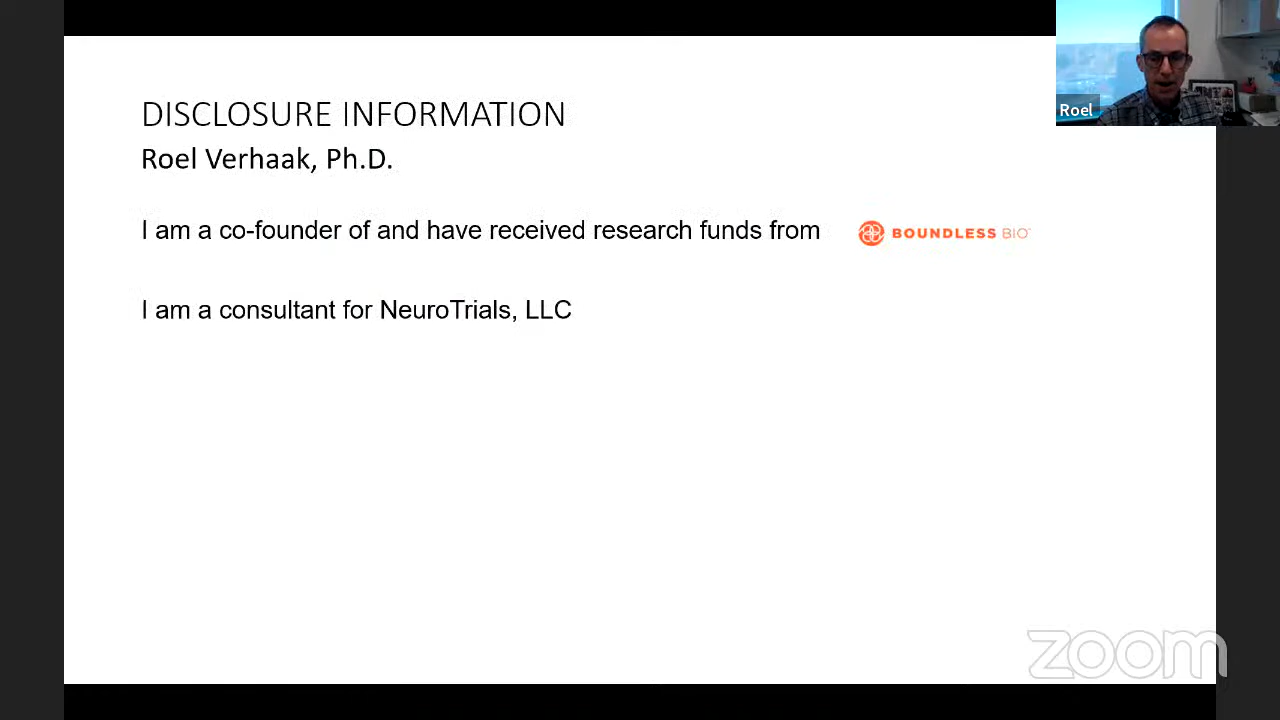 DISCLOSURE INFORMATION
Roel Verhaak, Ph.D.
I am a co-founder of and have received research funds from BOUNDLESS BIO
I am a consultant for NeuroTrials, LLC
Roel
zoom